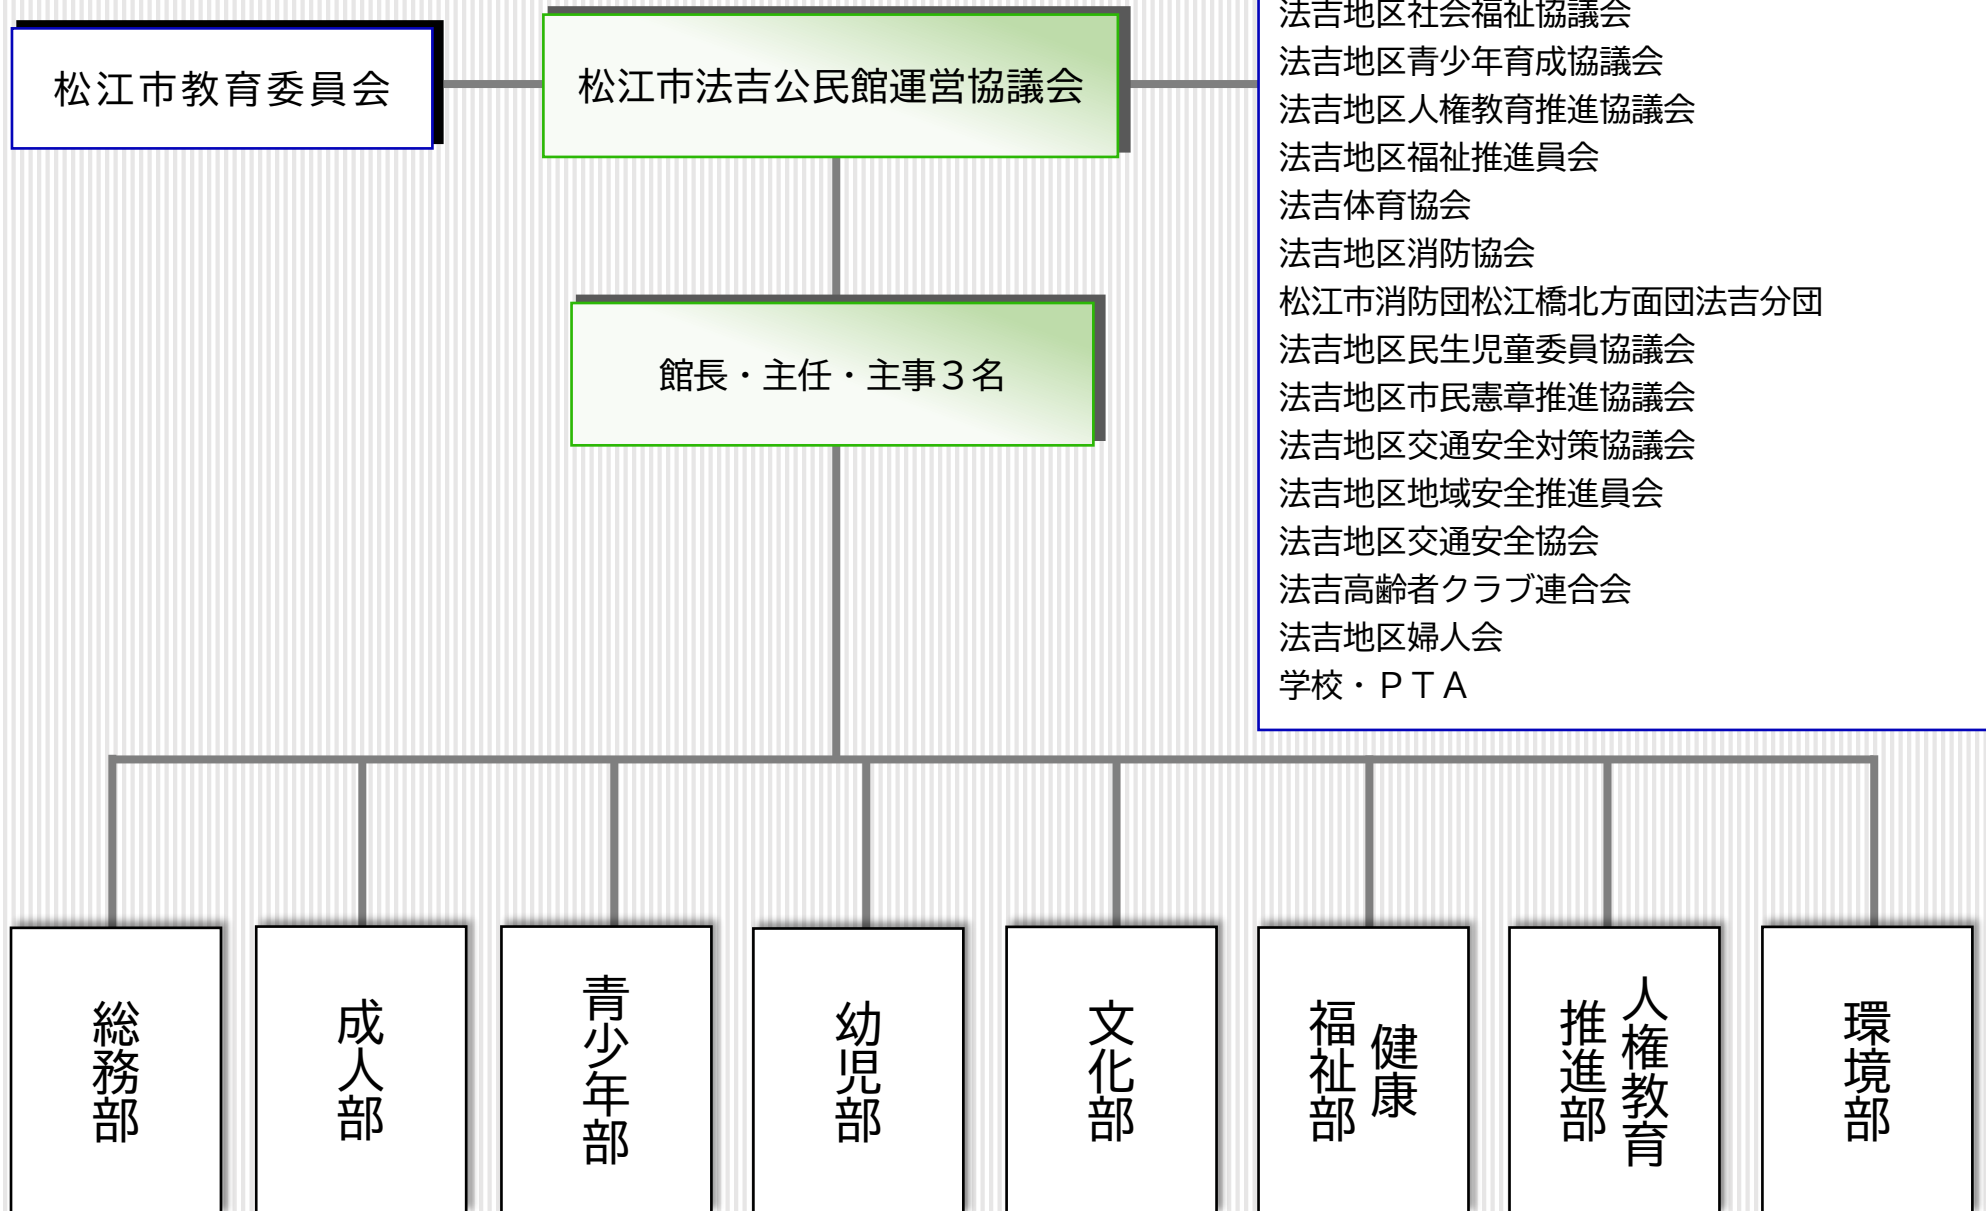 松江市教育委員会
松江市法吉公民館運営協議会
法吉地区社会福祉協議会
法吉地区青少年育成協議会
法吉地区人権教育推進協議会
法吉地区福祉推進員会
法吉体育協会
法吉地区消防協会
松江市消防団松江橋北方面団法吉分団
法吉地区民生児童委員協議会
法吉地区市民憲章推進協議会
法吉地区交通安全対策協議会
法吉地区地域安全推進員会
法吉地区交通安全協会
法吉高齢者クラブ連合会
法吉地区婦人会
学校・ＰＴＡ
館長・主任・主事３名
総務部
成人部
青少年部
幼児部
文化部
健康
福祉部
人権教育
推進部
環境部